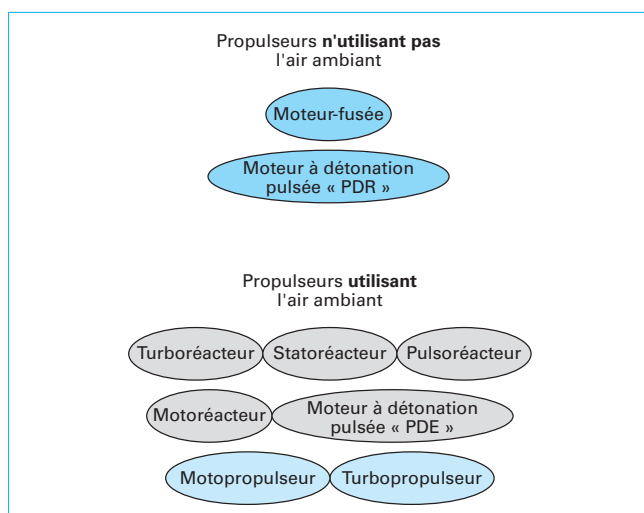 Propulseurs n'utilisant pas
l'air ambiant
Moteur-fusée
Moteur à détonation
pulsée « PDR »
Propulseurs utilisant
l'air ambiant
Turboréacteur Statoréacteur Pulsoréacteur
Motoréacteur Moteur à détonation
pulsée « PDE »
Motopropulseur Turbopropulseur